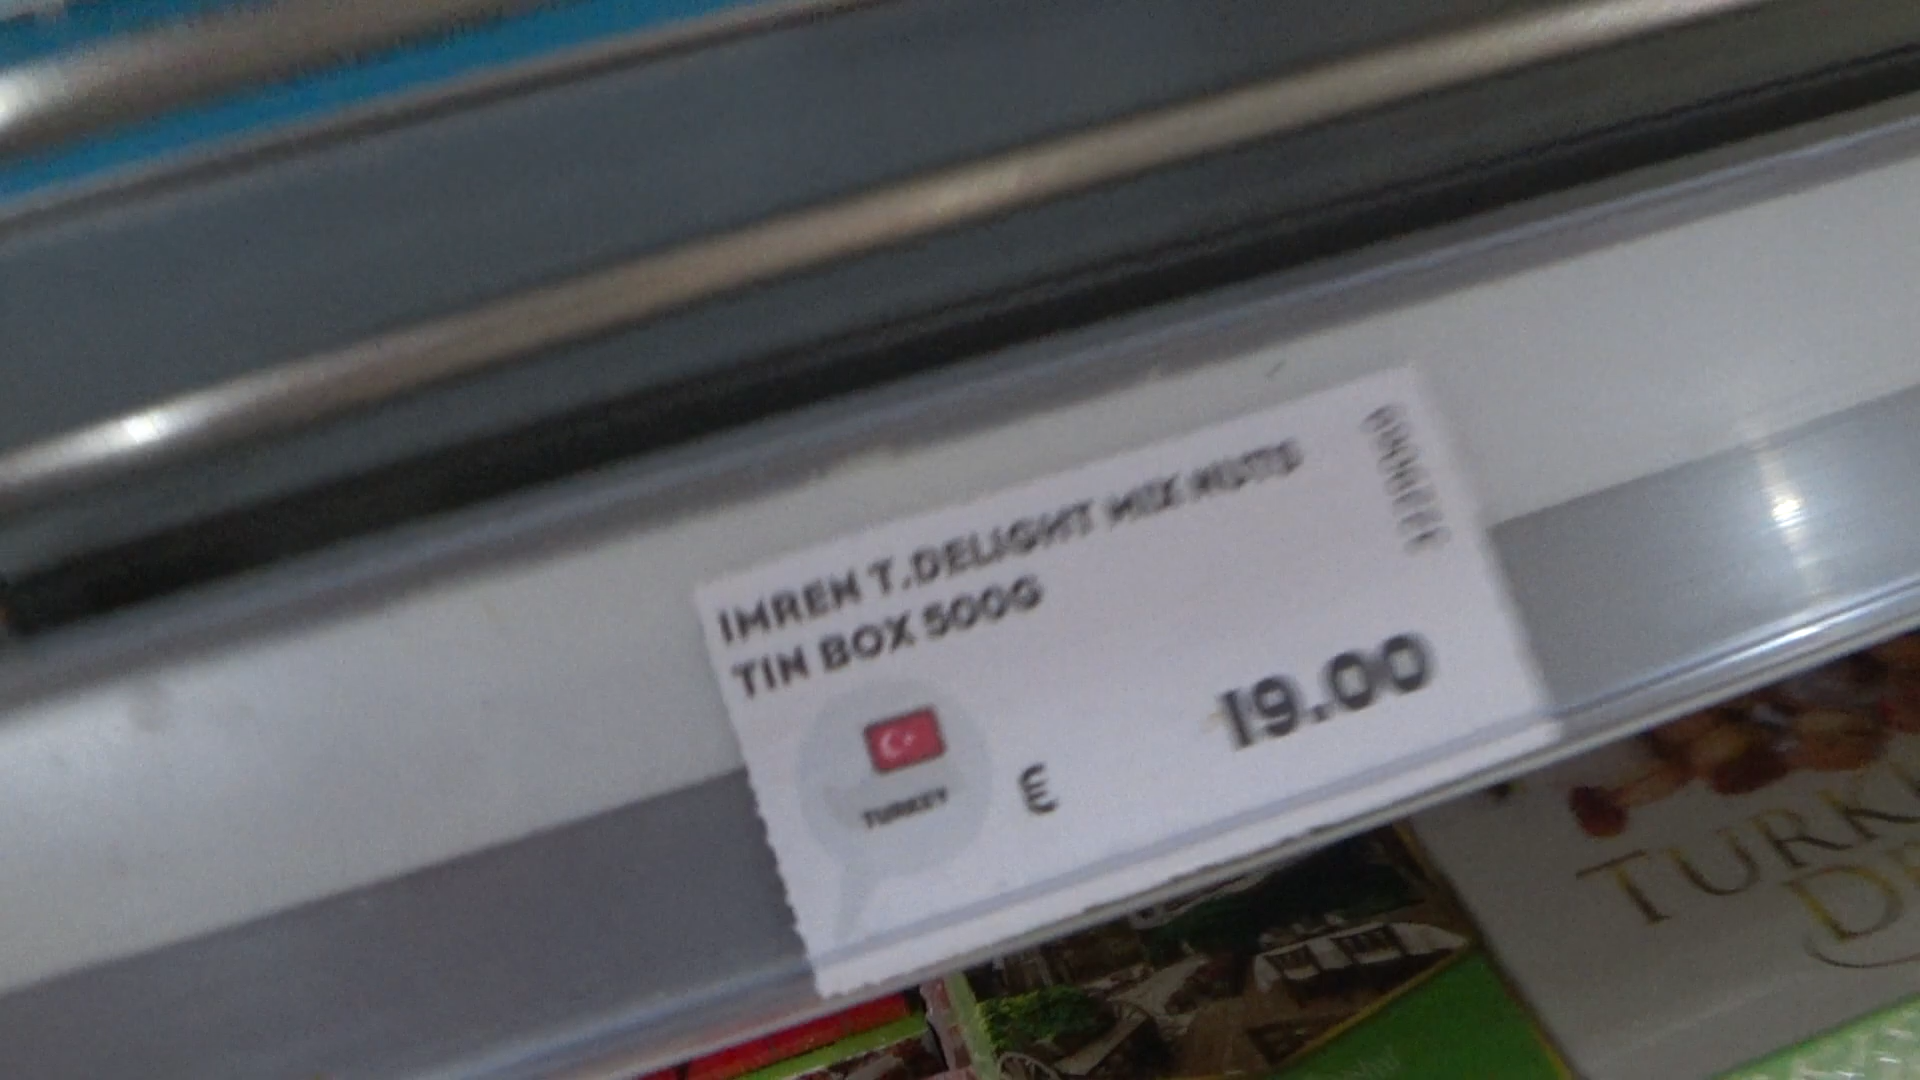 IMREN T.DELIGHT MIX NUTS
TIN BOX 500G
TURKEY
€
19.00
TURK
D